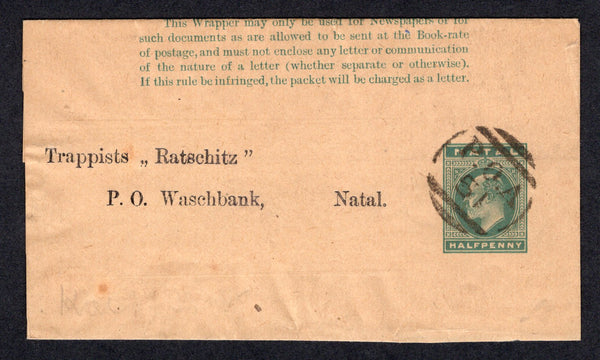 This Wrapper may only be used for Newspapers or for
such documents as are allowed to be sent at the Book-rate
of postage, and must not enclose any letter or communication
of the nature of a letter (whether separate or otherwise).
If this rule be infringed, the packet will be charged as a letter.
Trappists „ Ratschitz ”
P. O. Waschbank, Natal.
NATAL
HALFPENNY